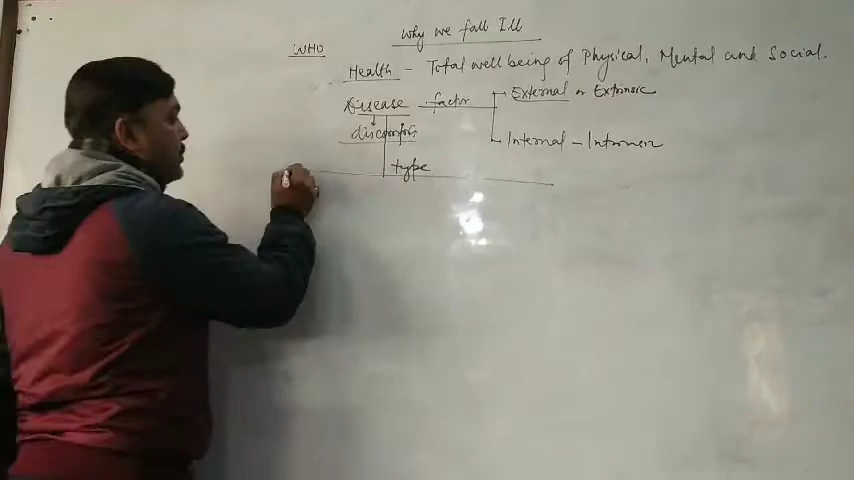 Why we fall Ill
WHO
Health - Total well being of Physical, Mental and Social.
Disease factor External or Extrinsic
discomfort Internal - Intrinsic
type